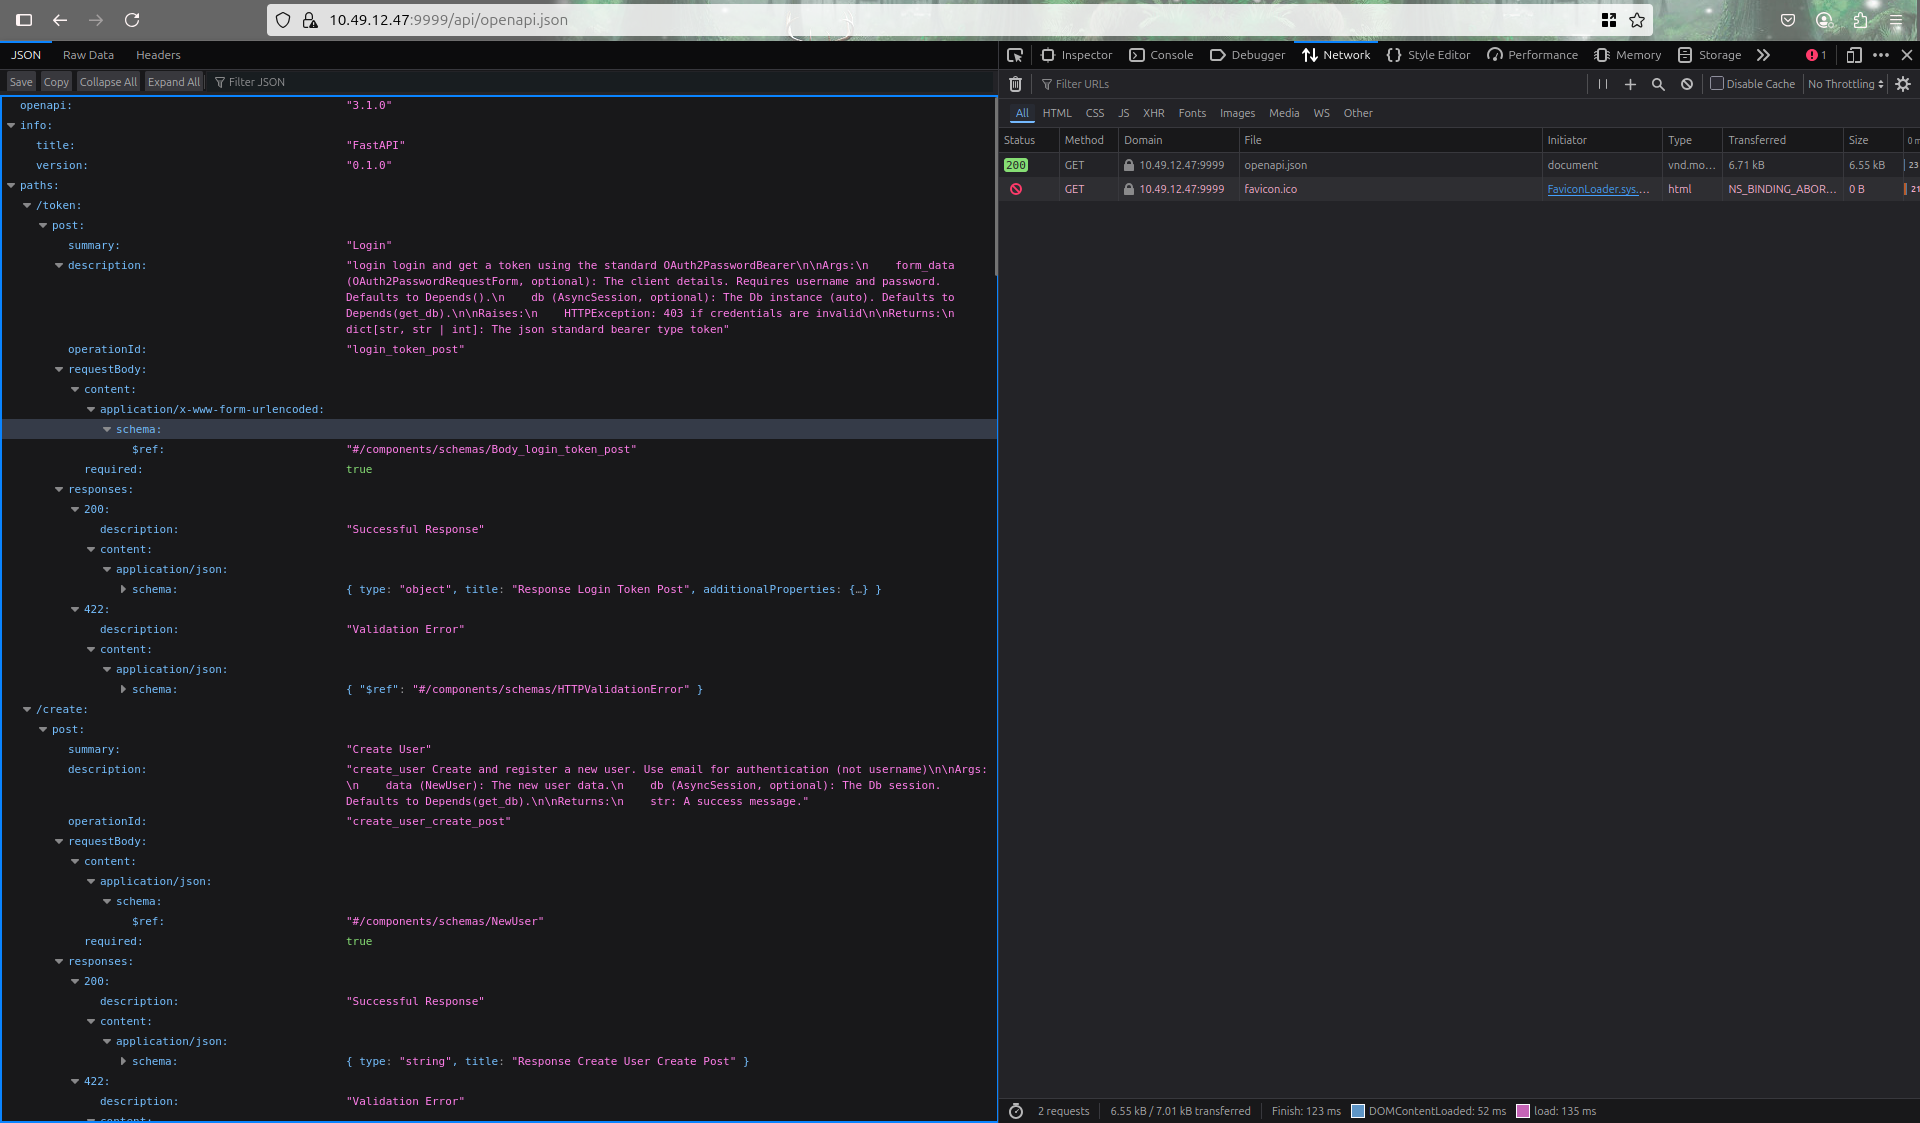 10.49.12.47:9999/api/openapi.json
JSON Raw Data Headers
Save Copy Collapse All Expand All Filter JSON
openapi: "3.1.0"
info:
title: "FastAPI"
version: "0.1.0"
paths:
/token:
post:
summary: "Login"
description: "login login and get a token using the standard OAuth2PasswordBearer\n\nArgs:\n    form_data
(OAuth2PasswordRequestForm, optional): The client details. Requires username and password.
Defaults to Depends().\n    db (AsyncSession, optional): The Db instance (auto). Defaults to
Depends(get_db).\n\nRaises:\n    HTTPException: 403 if credentials are invalid\n\nReturns:\n
dict[str, str | int]: The json standard bearer type token"
operationId: "login_token_post"
requestBody:
content:
application/x-www-form-urlencoded:
schema:
$ref: "#/components/schemas/Body_login_token_post"
required: true
responses:
200:
description: "Successful Response"
content:
application/json:
schema: { type: "object", title: "Response Login Token Post", additionalProperties: {…} }
422:
description: "Validation Error"
content:
application/json:
schema: { "$ref": "#/components/schemas/HTTPValidationError" }
/create:
post:
summary: "Create User"
description: "create_user Create and register a new user. Use email for authentication (not username)\n\nArgs:
\n    data (NewUser): The new user data.\n    db (AsyncSession, optional): The Db session.
Defaults to Depends(get_db).\n\nReturns:\n    str: A success message."
operationId: "create_user_create_post"
requestBody:
content:
application/json:
schema:
$ref: "#/components/schemas/NewUser"
required: true
responses:
200:
description: "Successful Response"
content:
application/json:
schema: { type: "string", title: "Response Create User Create Post" }
422:
description: "Validation Error"
content:
Inspector Console Debugger Network Style Editor Performance Memory Storage 1
Filter URLs Disable Cache No Throttling
All HTML CSS JS XHR Fonts Images Media WS Other
Status Method Domain File Initiator Type Transferred Size 0 m
200 GET 10.49.12.47:9999 openapi.json document vnd.mo… 6.71 kB 6.55 kB 23
GET 10.49.12.47:9999 favicon.ico FaviconLoader.sys.… html NS_BINDING_ABOR… 0 B 21
2 requests 6.55 kB / 7.01 kB transferred Finish: 123 ms DOMContentLoaded: 52 ms load: 135 ms